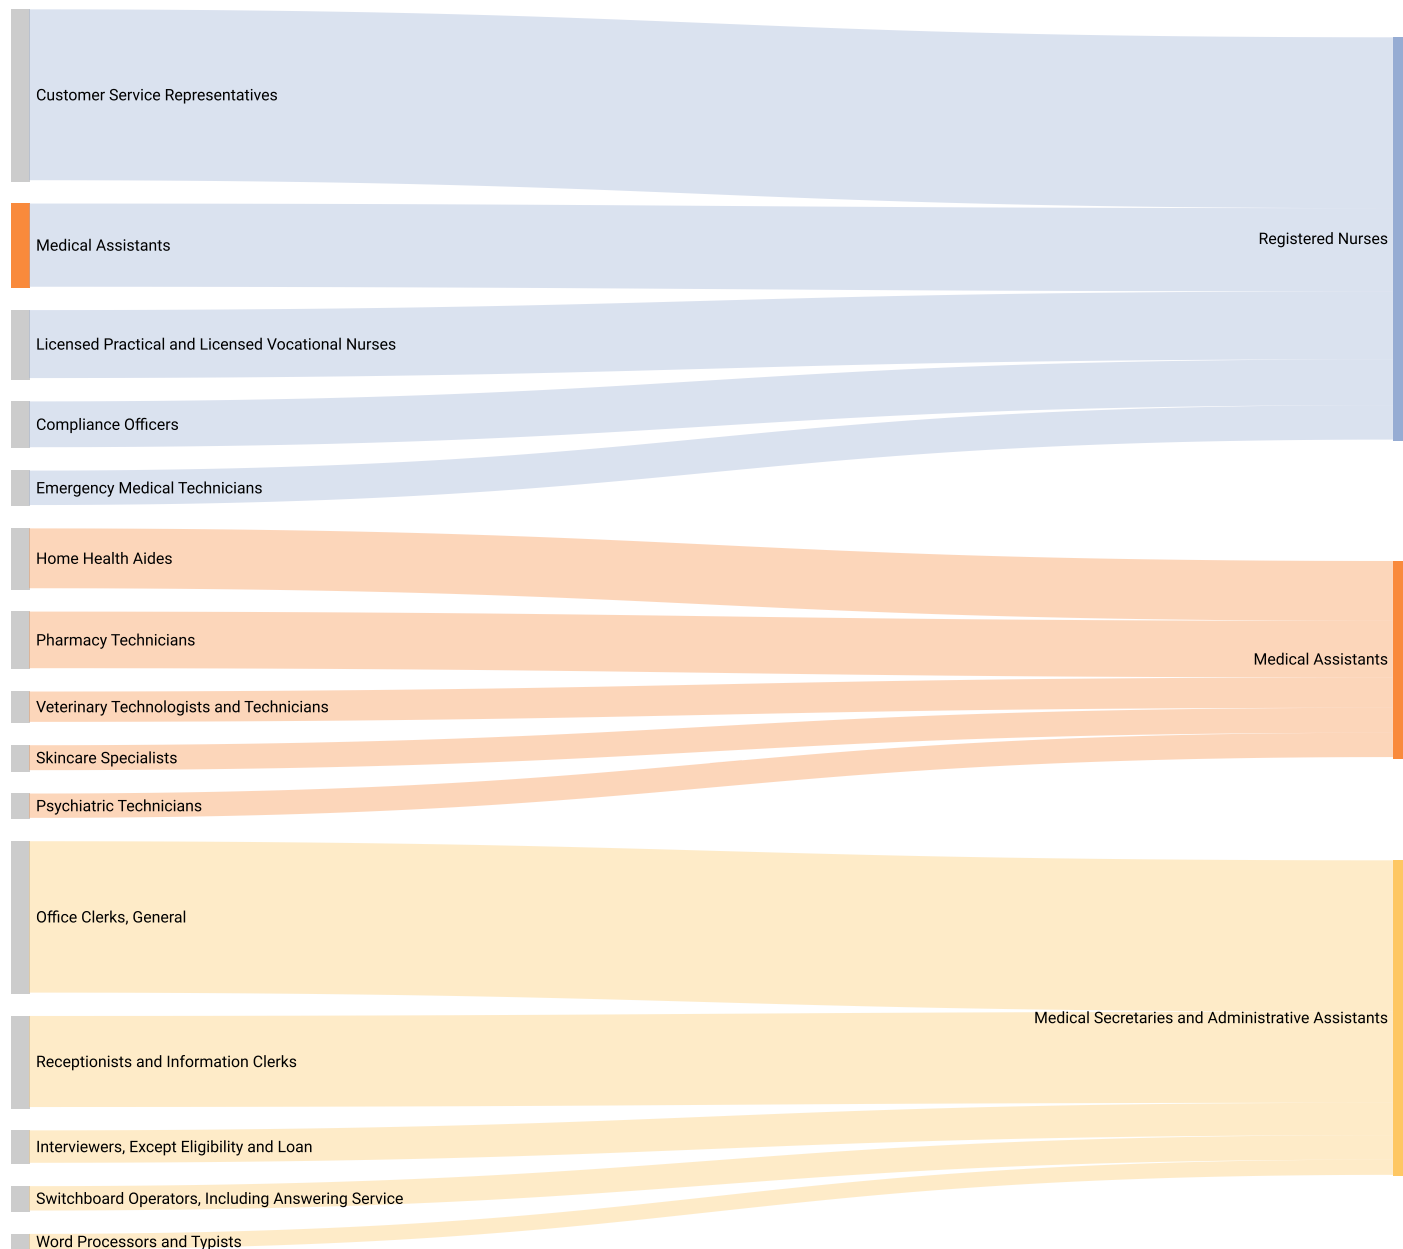 Customer Service Representatives
Medical Assistants
Registered Nurses
Licensed Practical and Licensed Vocational Nurses
Compliance Officers
Emergency Medical Technicians
Home Health Aides
Pharmacy Technicians
Medical Assistants
Veterinary Technologists and Technicians
Skincare Specialists
Psychiatric Technicians
Office Clerks, General
Medical Secretaries and Administrative Assistants
Receptionists and Information Clerks
Interviewers, Except Eligibility and Loan
Switchboard Operators, Including Answering Service
Word Processors and Typists